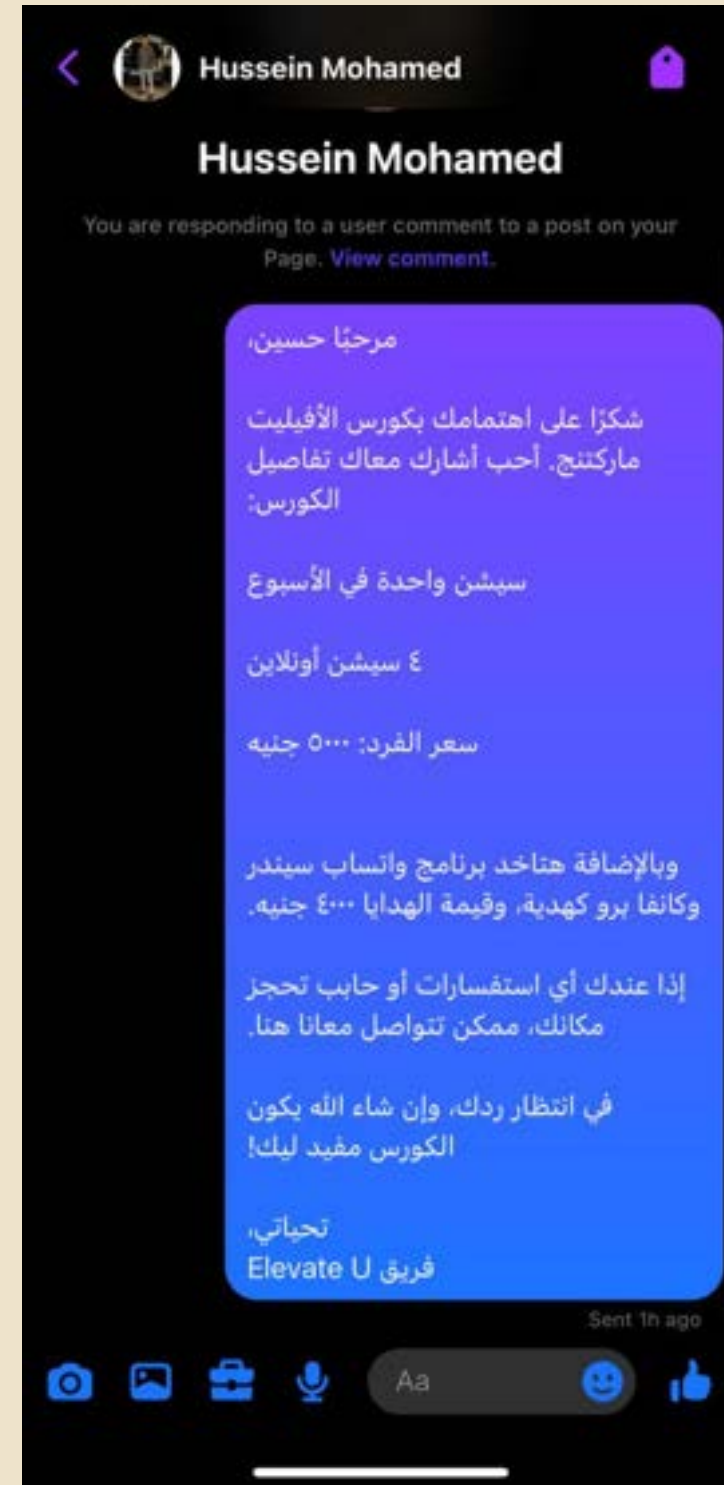 Hussein Mohamed
Hussein Mohamed
You are responding to a user comment to a post on your
Page. View comment.
مرحبًا حسين،
شكرًا على اهتمامك بكورس الأفيليت
ماركتنج. أحب أشارك معاك تفاصيل
الكورس:
سيشن واحدة في الأسبوع
٤ سيشن أونلاين
سعر الفرد: ٥٠٠٠ جنيه
وبالإضافة هتاخد برنامج واتساب سيندر
وكانفا برو كهدية، وقيمة الهدايا ٤٠٠٠ جنيه.
إذا عندك أي استفسارات أو حابب تحجز
مكانك، ممكن تتواصل معانا هنا.
في انتظار ردك، وإن شاء الله يكون
الكورس مفيد ليك!
تحياتي،
فريق Elevate U
Sent 1h ago
Aa